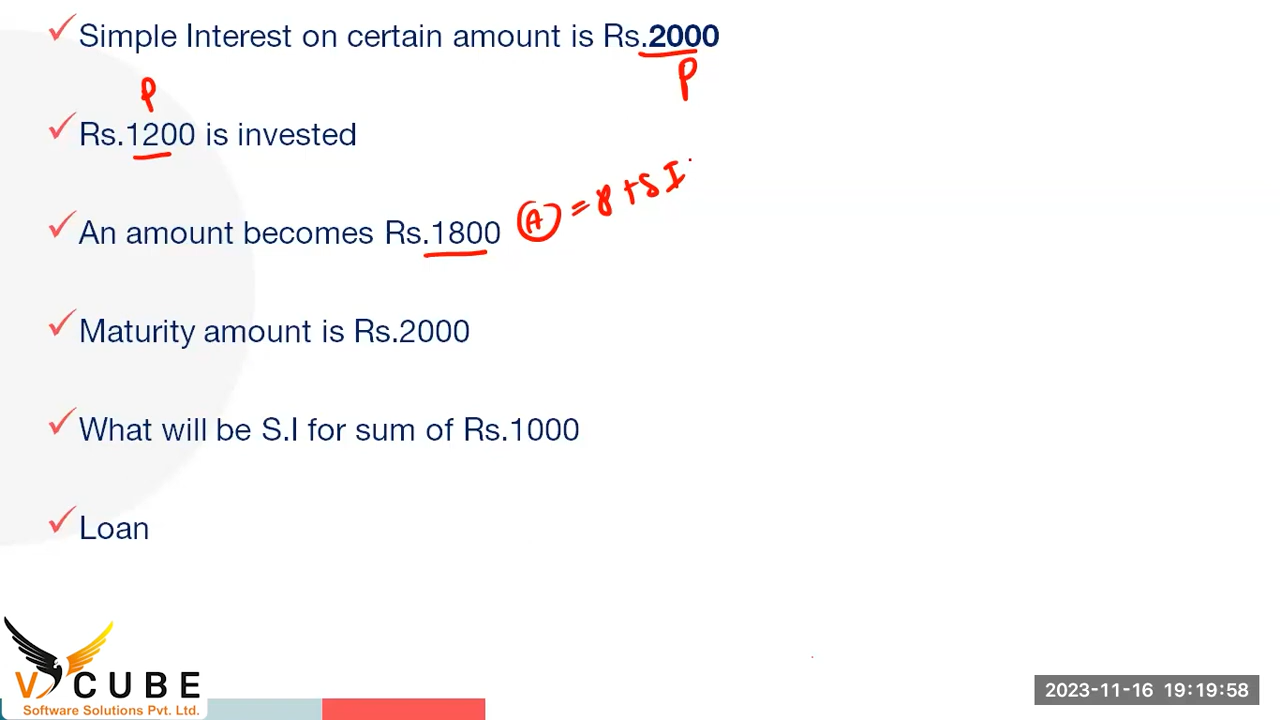 Simple Interest on certain amount is Rs.2000
P
P
Rs.1200 is invested
An amount becomes Rs.1800 A = P + S I
Maturity amount is Rs.2000
What will be S.I for sum of Rs.1000
Loan
V CUBE
Software Solutions Pvt. Ltd.
2023-11-16 19:19:58